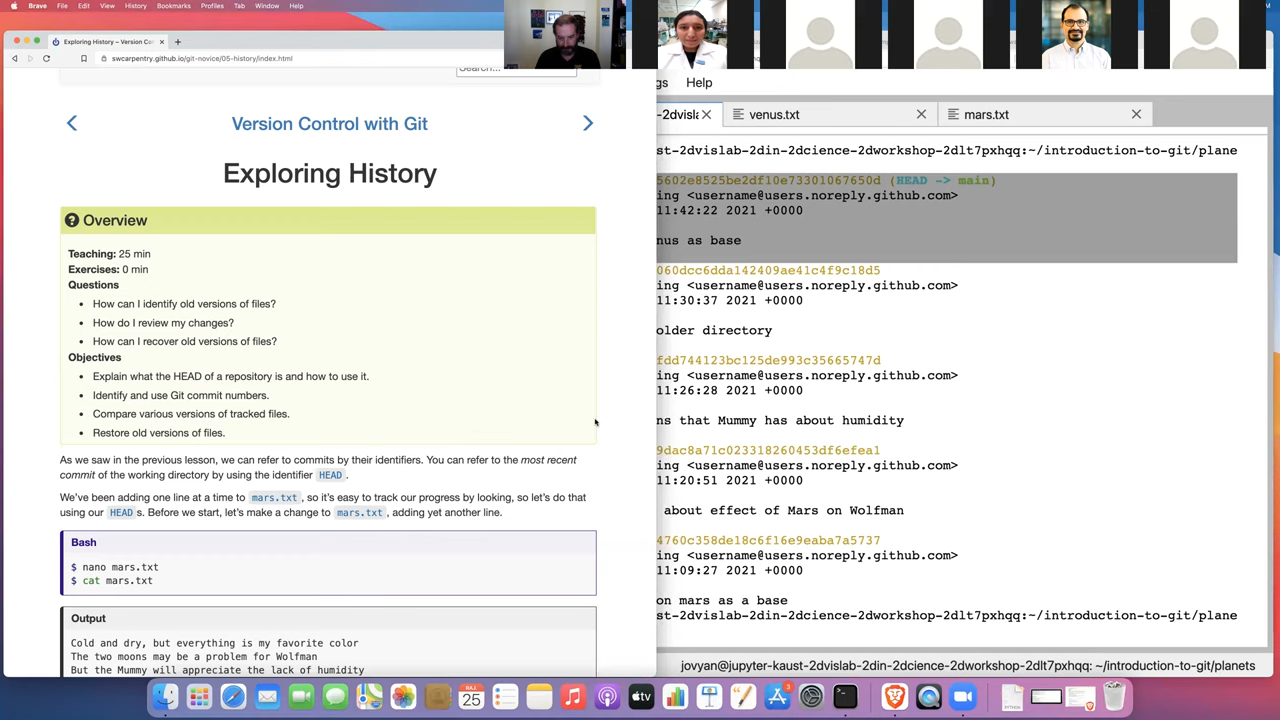 Brave File Edit View History Bookmarks Profiles Tab Window Help
Exploring History – Version Con
swcarpentry.github.io/git-novice/05-history/index.html
Search...
Version Control with Git
Exploring History
Overview
Teaching: 25 min
Exercises: 0 min
Questions
How can I identify old versions of files?
How do I review my changes?
How can I recover old versions of files?
Objectives
Explain what the HEAD of a repository is and how to use it.
Identify and use Git commit numbers.
Compare various versions of tracked files.
Restore old versions of files.
As we saw in the previous lesson, we can refer to commits by their identifiers. You can refer to the most recent
commit of the working directory by using the identifier HEAD.
We've been adding one line at a time to mars.txt, so it's easy to track our progress by looking, so let's do that
using our HEADs. Before we start, let's make a change to mars.txt, adding yet another line.
Bash
$ nano mars.txt
$ cat mars.txt
Output
Cold and dry, but everything is my favorite color
The two moons may be a problem for Wolfman
But the Mummy will appreciate the lack of humidity
gs Help
-2dvisla venus.txt mars.txt
ust-2dvislab-2din-2dcience-2dworkshop-2dlt7pxhqq:~/introduction-to-git/plane
5602e8525be2df10e73301067650d (HEAD -> main)
ing <username@users.noreply.github.com>
11:42:22 2021 +0000
nus as base
060dcc6dda142409ae41c4f9c18d5
ing <username@users.noreply.github.com>
11:30:37 2021 +0000
older directory
fdd744123bc125de993c35665747d
ing <username@users.noreply.github.com>
11:26:28 2021 +0000
ns that Mummy has about humidity
9dac8a71c023318260453df6efea1
ing <username@users.noreply.github.com>
11:20:51 2021 +0000
about effect of Mars on Wolfman
4760c358de18c6f16e9eaba7a5737
ing <username@users.noreply.github.com>
11:09:27 2021 +0000
on mars as a base
ust-2dvislab-2din-2dcience-2dworkshop-2dlt7pxhqq:~/introduction-to-git/plane
jovyan@jupyter-kaust-2dvislab-2din-2dcience-2dworkshop-2dlt7pxhqq: ~/introduction-to-git/planets
25
tv
3